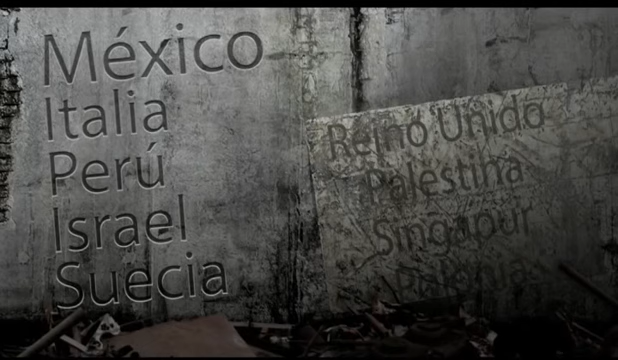 México
Italia
Perú
Israel
Suecia
Reino Unido
Palestina
Singapur